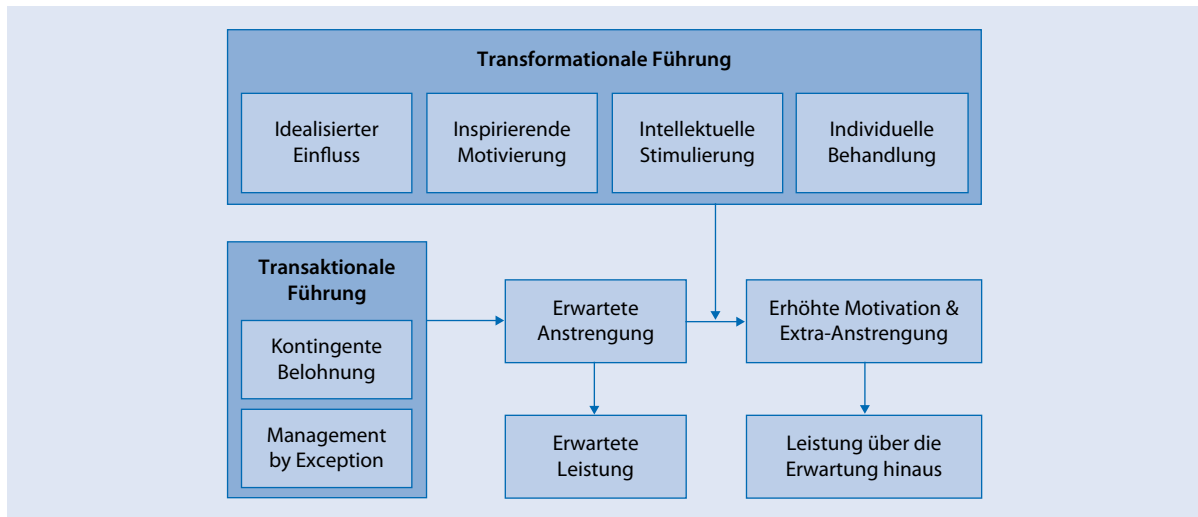 Transformationale Führung
Idealisierter
Einfluss
Inspirierende
Motivierung
Intellektuelle
Stimulierung
Individuelle
Behandlung
Transaktionale
Führung
Kontingente
Belohnung
Management
by Exception
Erwartete
Anstrengung
Erhöhte Motivation &
Extra-Anstrengung
Erwartete
Leistung
Leistung über die
Erwartung hinaus